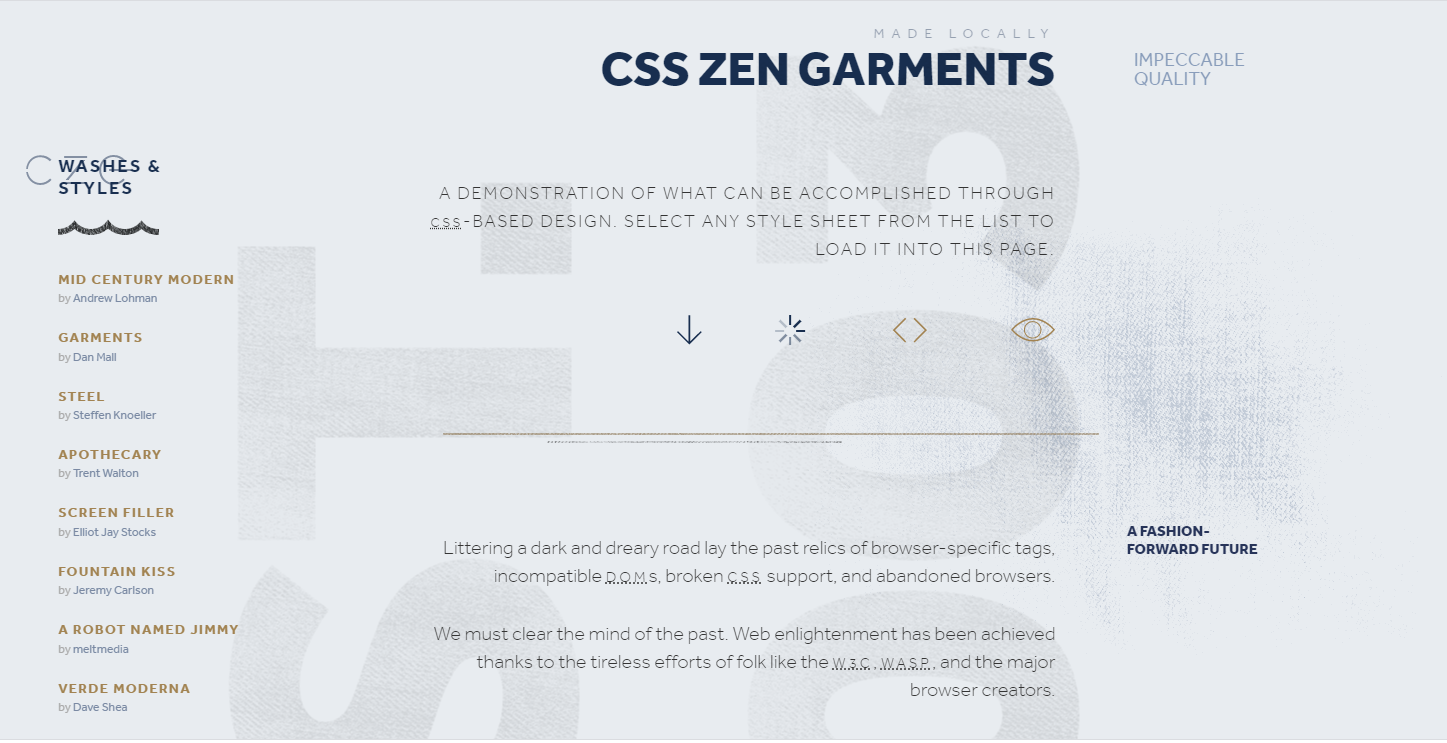 MADE LOCALLY
CSS ZEN GARMENTS
IMPECCABLE
QUALITY
CZG
WASHES &
STYLES
MID CENTURY MODERN
by Andrew Lohman
GARMENTS
by Dan Mall
STEEL
by Steffen Knoeller
APOTHECARY
by Trent Walton
SCREEN FILLER
by Elliot Jay Stocks
FOUNTAIN KISS
by Jeremy Carlson
A ROBOT NAMED JIMMY
by meltmedia
VERDE MODERNA
by Dave Shea
A DEMONSTRATION OF WHAT CAN BE ACCOMPLISHED THROUGH
css-BASED DESIGN. SELECT ANY STYLE SHEET FROM THE LIST TO
LOAD IT INTO THIS PAGE.
Littering a dark and dreary road lay the past relics of browser-specific tags,
incompatible DOMs, broken CSS support, and abandoned browsers.
We must clear the mind of the past. Web enlightenment has been achieved
thanks to the tireless efforts of folk like the W3C, WASP, and the major
browser creators.
A FASHION-
FORWARD FUTURE